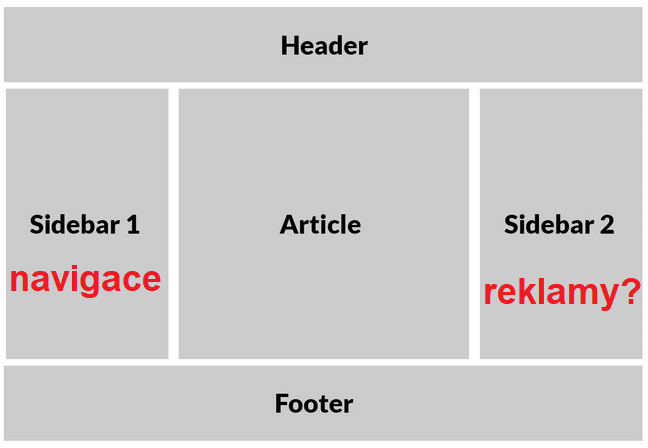 Header
Sidebar 1
navigace
Article
Sidebar 2
reklamy?
Footer